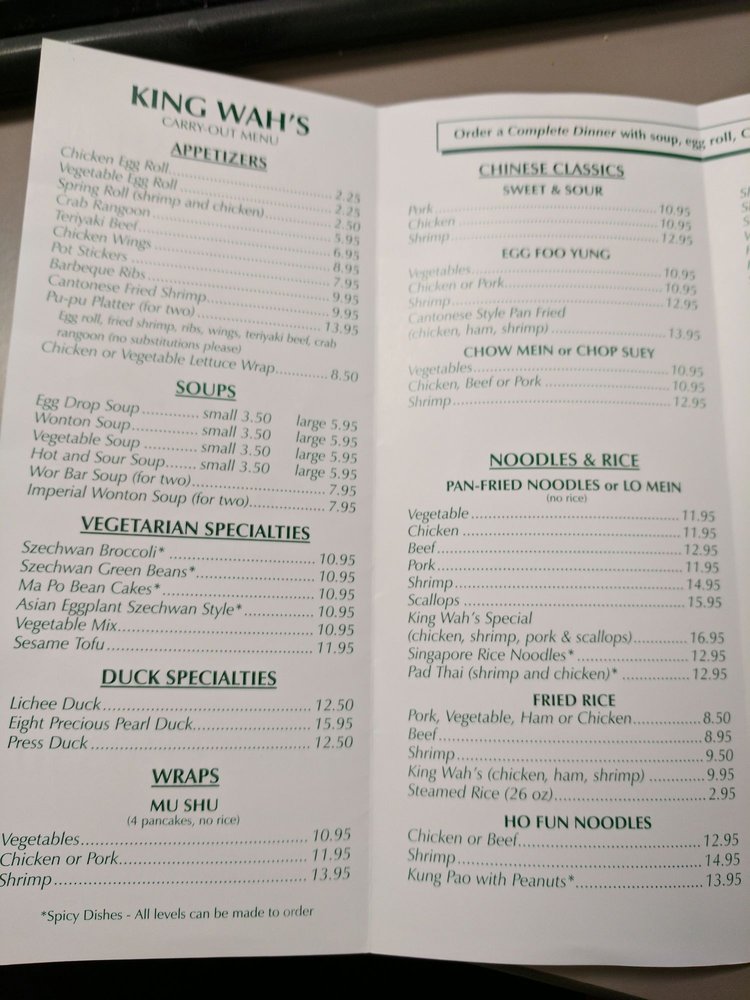 KING WAH'S
CARRY-OUT MENU
APPETIZERS
Chicken Egg Roll 2.25
Vegetable Egg Roll 2.25
Spring Roll (shrimp and chicken) 2.50
Crab Rangoon 5.95
Teriyaki Beef 6.95
Chicken Wings 8.95
Pot Stickers 7.95
Barbeque Ribs 9.95
Cantonese Fried Shrimp 9.95
Pu-pu Platter (for two) 13.95
Egg roll, fried shrimp, ribs, wings, teriyaki beef, crab
rangoon (no substitutions please)
Chicken or Vegetable Lettuce Wrap 8.50
SOUPS
Egg Drop Soup small 3.50 large 5.95
Wonton Soup small 3.50 large 5.95
Vegetable Soup small 3.50 large 5.95
Hot and Sour Soup small 3.50 large 5.95
Wor Bar Soup (for two) 7.95
Imperial Wonton Soup (for two) 7.95
VEGETARIAN SPECIALTIES
Szechwan Broccoli* 10.95
Szechwan Green Beans* 10.95
Ma Po Bean Cakes* 10.95
Asian Eggplant Szechwan Style* 10.95
Vegetable Mix 10.95
Sesame Tofu 11.95
DUCK SPECIALTIES
Lichee Duck 12.50
Eight Precious Pearl Duck 15.95
Press Duck 12.50
WRAPS
MU SHU
(4 pancakes, no rice)
Vegetables 10.95
Chicken or Pork 11.95
Shrimp 13.95
*Spicy Dishes - All levels can be made to order
Order a Complete Dinner with soup, egg roll,
CHINESE CLASSICS
SWEET & SOUR
Pork 10.95
Chicken 10.95
Shrimp 12.95
EGG FOO YUNG
Vegetables 10.95
Chicken or Pork 10.95
Shrimp 12.95
Cantonese Style Pan Fried
(chicken, ham, shrimp) 13.95
CHOW MEIN or CHOP SUEY
Vegetables 10.95
Chicken, Beef or Pork 10.95
Shrimp 12.95
NOODLES & RICE
PAN-FRIED NOODLES or LO MEIN
(no rice)
Vegetable 11.95
Chicken 11.95
Beef 12.95
Pork 11.95
Shrimp 14.95
Scallops 15.95
King Wah's Special
(chicken, shrimp, pork & scallops) 16.95
Singapore Rice Noodles* 12.95
Pad Thai (shrimp and chicken)* 12.95
FRIED RICE
Pork, Vegetable, Ham or Chicken 8.50
Beef 8.95
Shrimp 9.50
King Wah's (chicken, ham, shrimp) 9.95
Steamed Rice (26 oz) 2.95
HO FUN NOODLES
Chicken or Beef 12.95
Shrimp 14.95
Kung Pao with Peanuts* 13.95